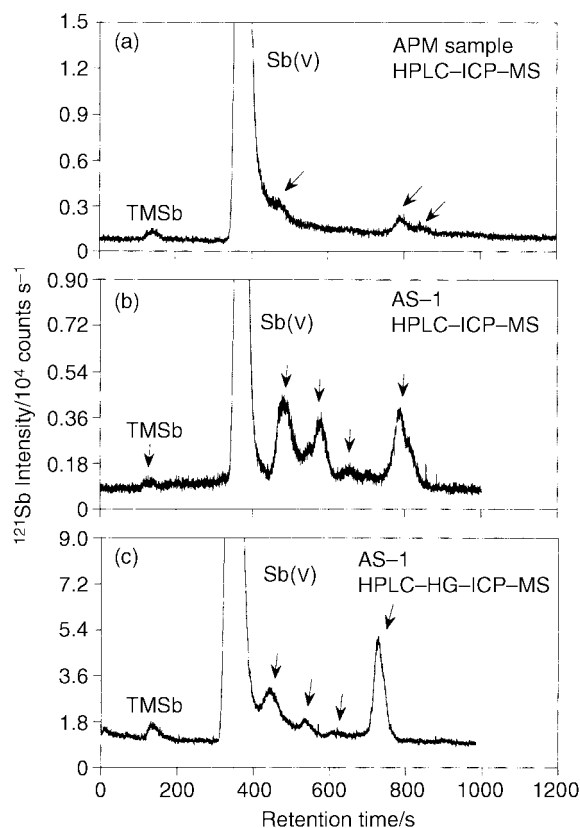 (a)
Sb(V)
APM sample
HPLC–ICP–MS
TMSb
1.5
1.2
0.9
0.6
0.3
0
(b)
Sb(V)
AS–1
HPLC–ICP–MS
TMSb
0.90
0.72
0.54
0.36
0.18
0
(c)
Sb(V)
AS–1
HPLC–HG–ICP–MS
TMSb
9.0
7.2
5.4
3.6
1.8
0
¹²¹Sb Intensity/10⁴ counts s⁻¹
0 200 400 600 800 1000 1200
Retention time/s